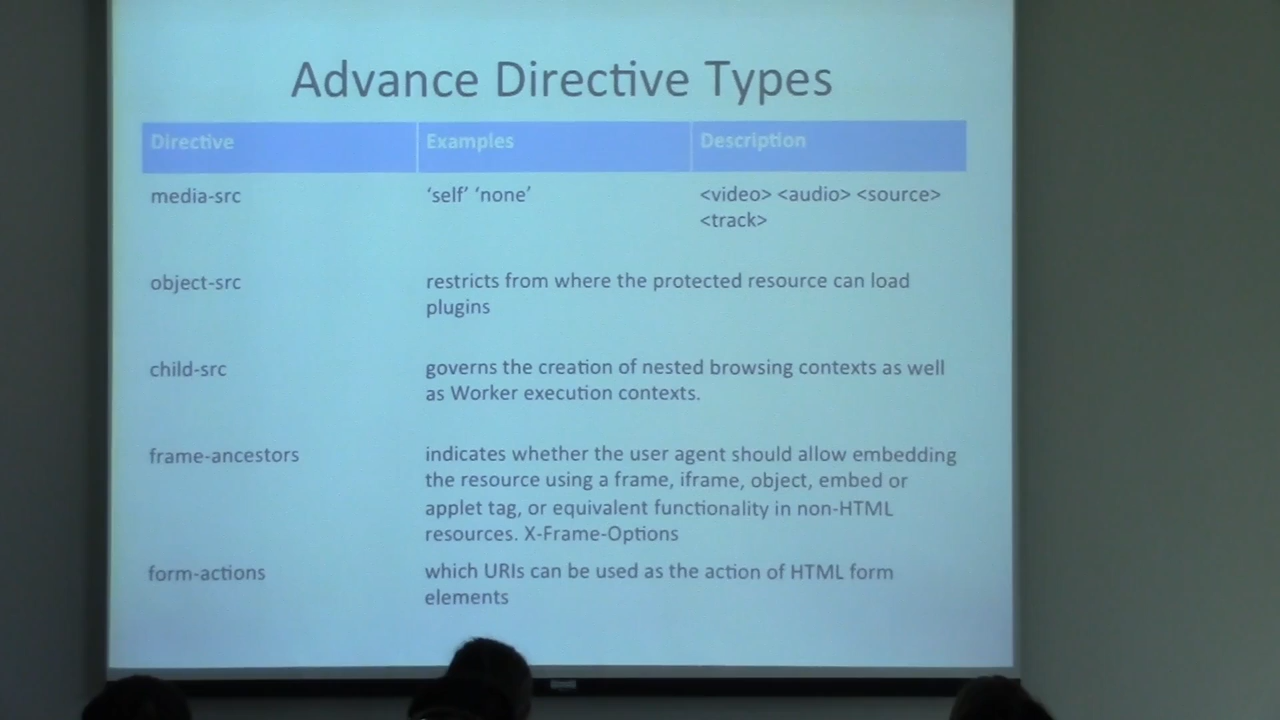 Advance Directive Types
Directive Examples Description
media-src ‘self’ ‘none’ <video> <audio> <source>
<track>
object-src restricts from where the protected resource can load
plugins
child-src governs the creation of nested browsing contexts as well
as Worker execution contexts.
frame-ancestors indicates whether the user agent should allow embedding
the resource using a frame, iframe, object, embed or
applet tag, or equivalent functionality in non-HTML
resources. X-Frame-Options
form-actions which URIs can be used as the action of HTML form
elements